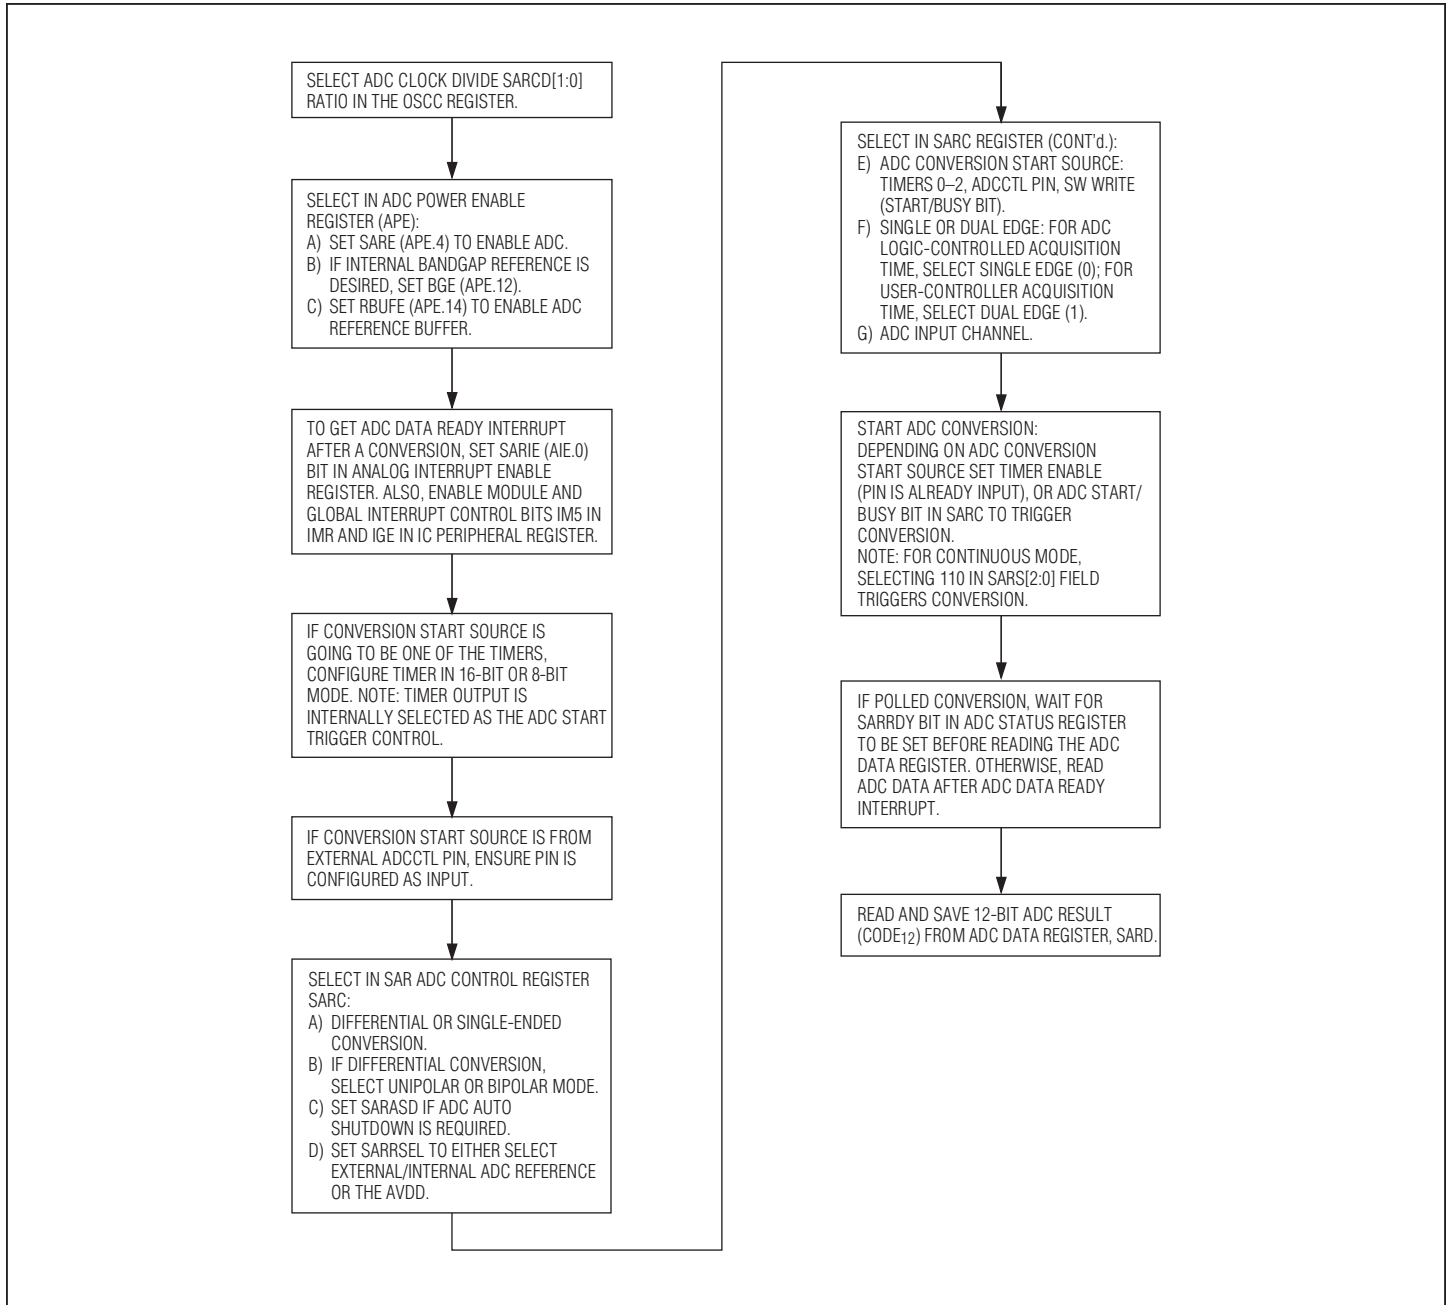 SELECT ADC CLOCK DIVIDE SARCD[1:0]
RATIO IN THE OSCC REGISTER.
SELECT IN ADC POWER ENABLE
REGISTER (APE):
A) SET SARE (APE.4) TO ENABLE ADC.
B) IF INTERNAL BANDGAP REFERENCE IS
DESIRED, SET BGE (APE.12).
C) SET RBUFE (APE.14) TO ENABLE ADC
REFERENCE BUFFER.
TO GET ADC DATA READY INTERRUPT
AFTER A CONVERSION, SET SARIE (AIE.0)
BIT IN ANALOG INTERRUPT ENABLE
REGISTER. ALSO, ENABLE MODULE AND
GLOBAL INTERRUPT CONTROL BITS IM5 IN
IMR AND IGE IN IC PERIPHERAL REGISTER.
IF CONVERSION START SOURCE IS
GOING TO BE ONE OF THE TIMERS,
CONFIGURE TIMER IN 16-BIT OR 8-BIT
MODE. NOTE: TIMER OUTPUT IS
INTERNALLY SELECTED AS THE ADC START
TRIGGER CONTROL.
IF CONVERSION START SOURCE IS FROM
EXTERNAL ADCCTL PIN, ENSURE PIN IS
CONFIGURED AS INPUT.
SELECT IN SAR ADC CONTROL REGISTER
SARC:
A) DIFFERENTIAL OR SINGLE-ENDED
CONVERSION.
B) IF DIFFERENTIAL CONVERSION,
SELECT UNIPOLAR OR BIPOLAR MODE.
C) SET SARASD IF ADC AUTO
SHUTDOWN IS REQUIRED.
D) SET SARRSEL TO EITHER SELECT
EXTERNAL/INTERNAL ADC REFERENCE
OR THE AVDD.
SELECT IN SARC REGISTER (CONT'd.):
E) ADC CONVERSION START SOURCE:
TIMERS 0–2, ADCCTL PIN, SW WRITE
(START/BUSY BIT).
F) SINGLE OR DUAL EDGE: FOR ADC
LOGIC-CONTROLLED ACQUISITION
TIME, SELECT SINGLE EDGE (0); FOR
USER-CONTROLLER ACQUISITION
TIME, SELECT DUAL EDGE (1).
G) ADC INPUT CHANNEL.
START ADC CONVERSION:
DEPENDING ON ADC CONVERSION
START SOURCE SET TIMER ENABLE
(PIN IS ALREADY INPUT), OR ADC START/
BUSY BIT IN SARC TO TRIGGER
CONVERSION.
NOTE: FOR CONTINUOUS MODE,
SELECTING 110 IN SARS[2:0] FIELD
TRIGGERS CONVERSION.
IF POLLED CONVERSION, WAIT FOR
SARRDY BIT IN ADC STATUS REGISTER
TO BE SET BEFORE READING THE ADC
DATA REGISTER. OTHERWISE, READ
ADC DATA AFTER ADC DATA READY
INTERRUPT.
READ AND SAVE 12-BIT ADC RESULT
(CODE12) FROM ADC DATA REGISTER, SARD.